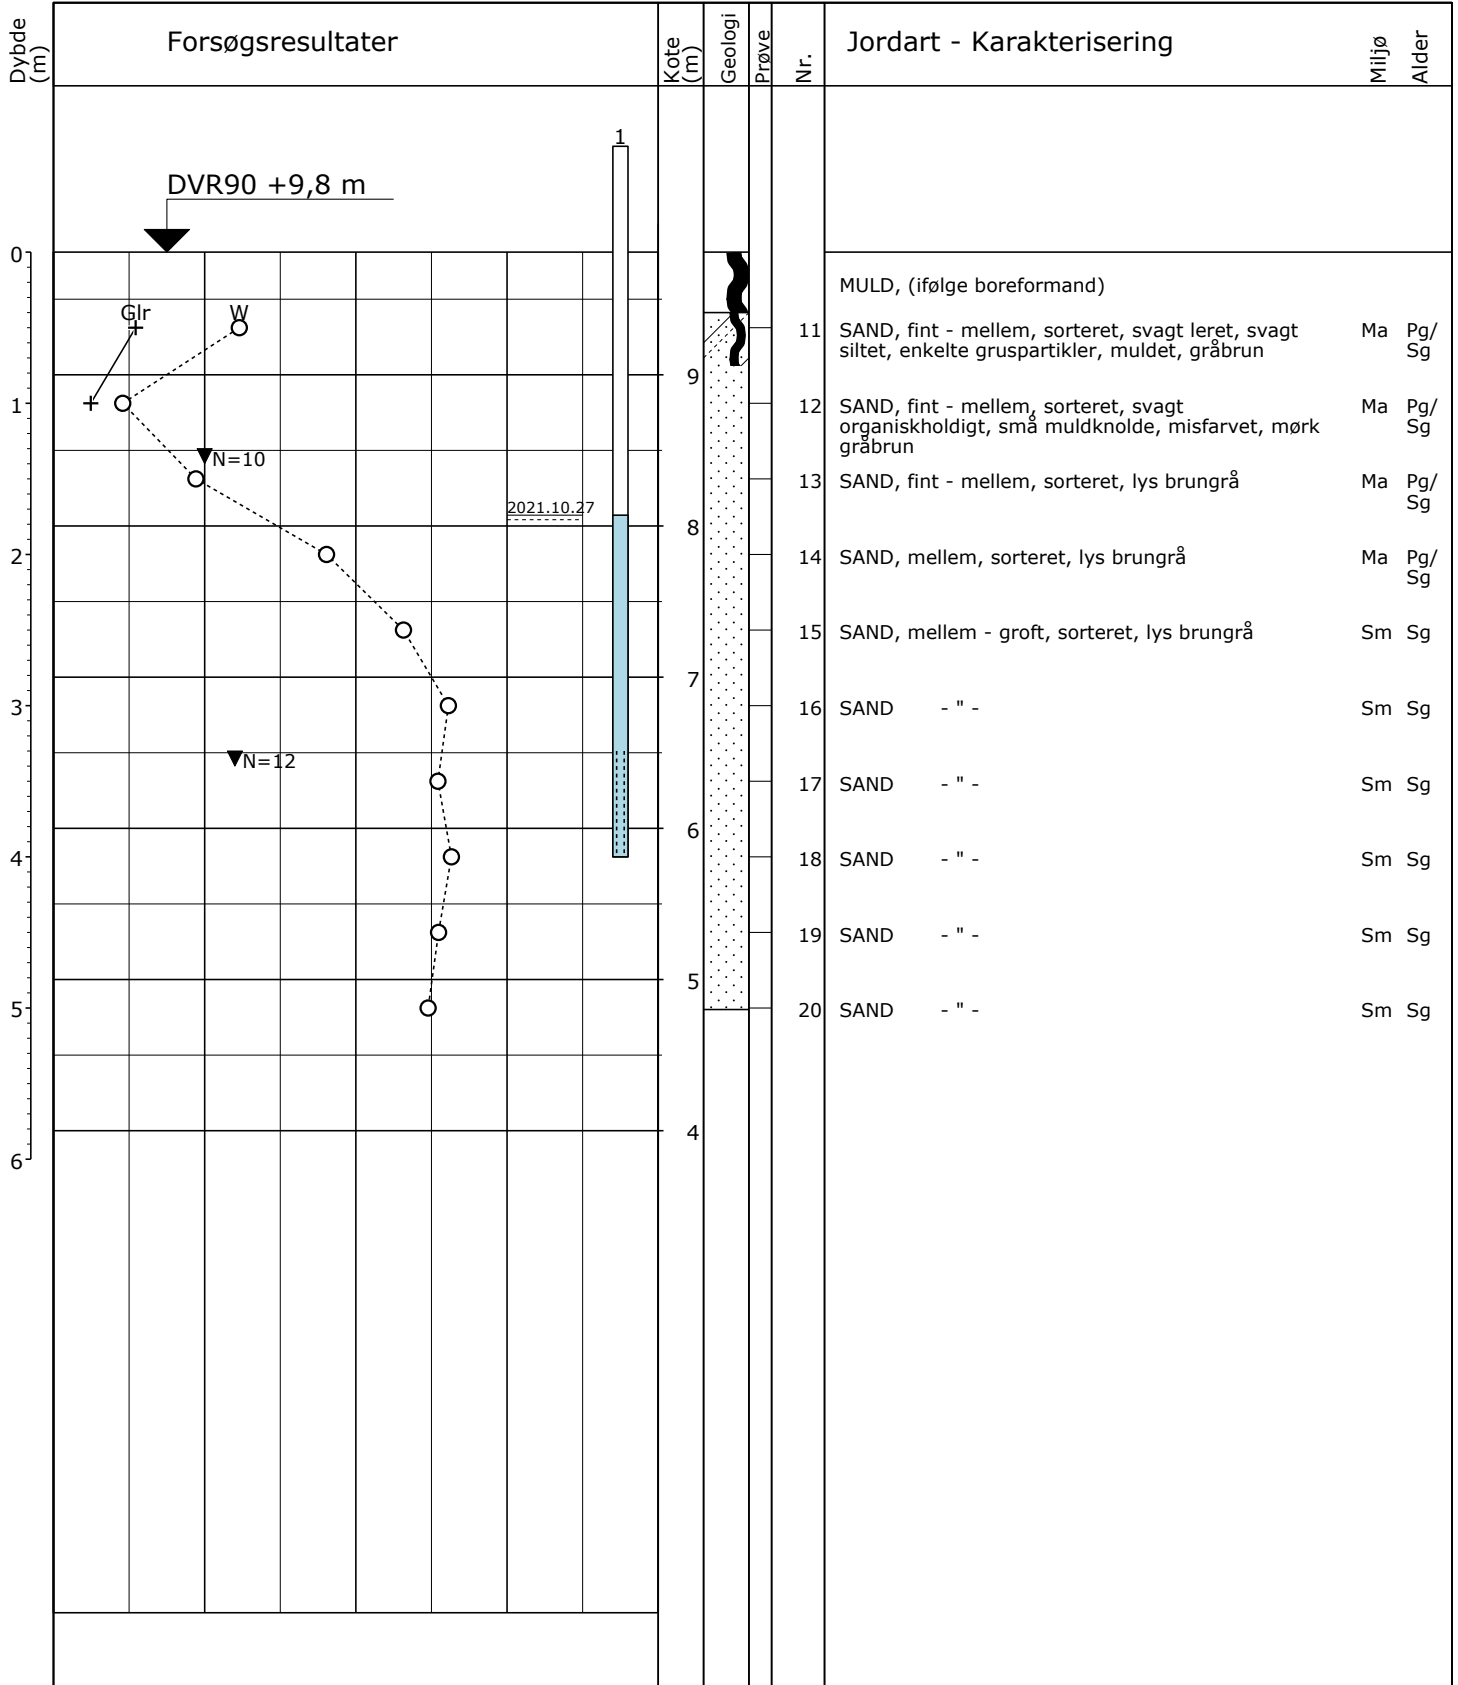 Dybde
(m)
Forsøgsresultater
Kote
(m)
Geologi
Prøve
Nr.
Jordart - Karakterisering
Miljø
Alder
1
DVR90 +9,8 m
0
MULD, (ifølge boreformand)
Glr
W
11 SAND, fint - mellem, sorteret, svagt leret, svagt Ma Pg/
siltet, enkelte gruspartikler, muldet, gråbrun Sg
9
1
12 SAND, fint - mellem, sorteret, svagt Ma Pg/
organiskholdigt, små muldknolde, misfarvet, mørk Sg
gråbrun
N=10
13 SAND, fint - mellem, sorteret, lys brungrå Ma Pg/
Sg
2021.10.27
8
2
14 SAND, mellem, sorteret, lys brungrå Ma Pg/
Sg
15 SAND, mellem - groft, sorteret, lys brungrå Sm Sg
7
3
16 SAND - " - Sm Sg
N=12
17 SAND - " - Sm Sg
6
4
18 SAND - " - Sm Sg
19 SAND - " - Sm Sg
5
5
20 SAND - " - Sm Sg
4
6